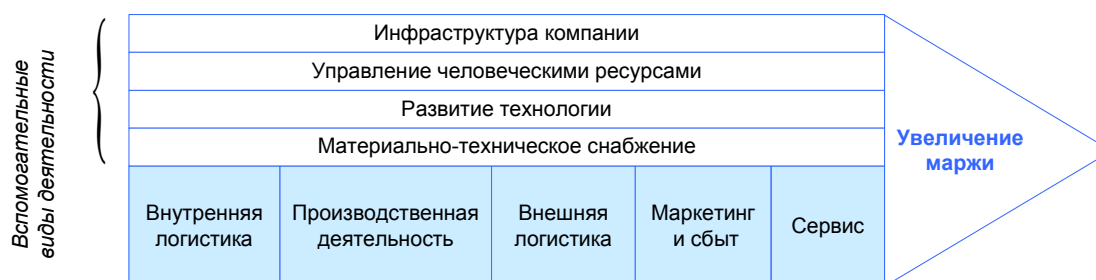 Вспомогательные
виды деятельности
Инфраструктура компании
Управление человеческими ресурсами
Развитие технологии
Материально-техническое снабжение
Увеличение
маржи
Внутренняя
логистика
Производственная
деятельность
Внешняя
логистика
Маркетинг
и сбыт
Сервис